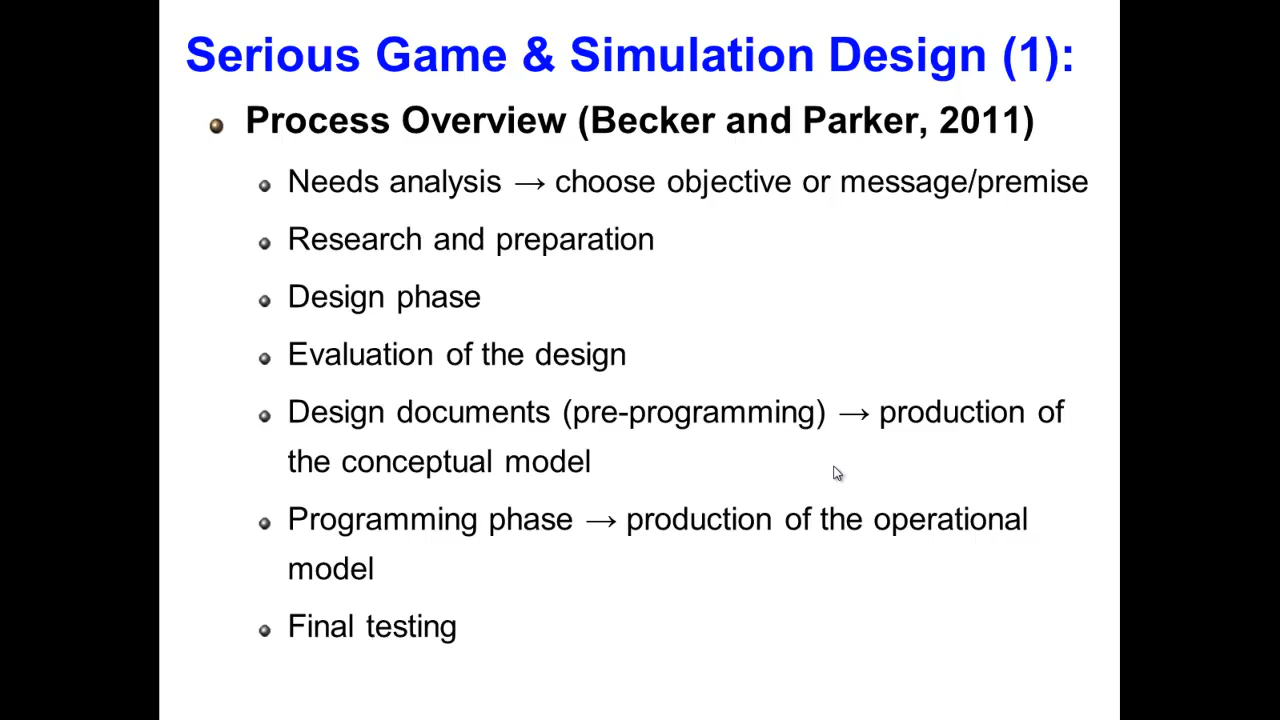 Serious Game & Simulation Design (1):
Process Overview (Becker and Parker, 2011)
Needs analysis → choose objective or message/premise
Research and preparation
Design phase
Evaluation of the design
Design documents (pre-programming) → production of
the conceptual model
Programming phase → production of the operational
model
Final testing